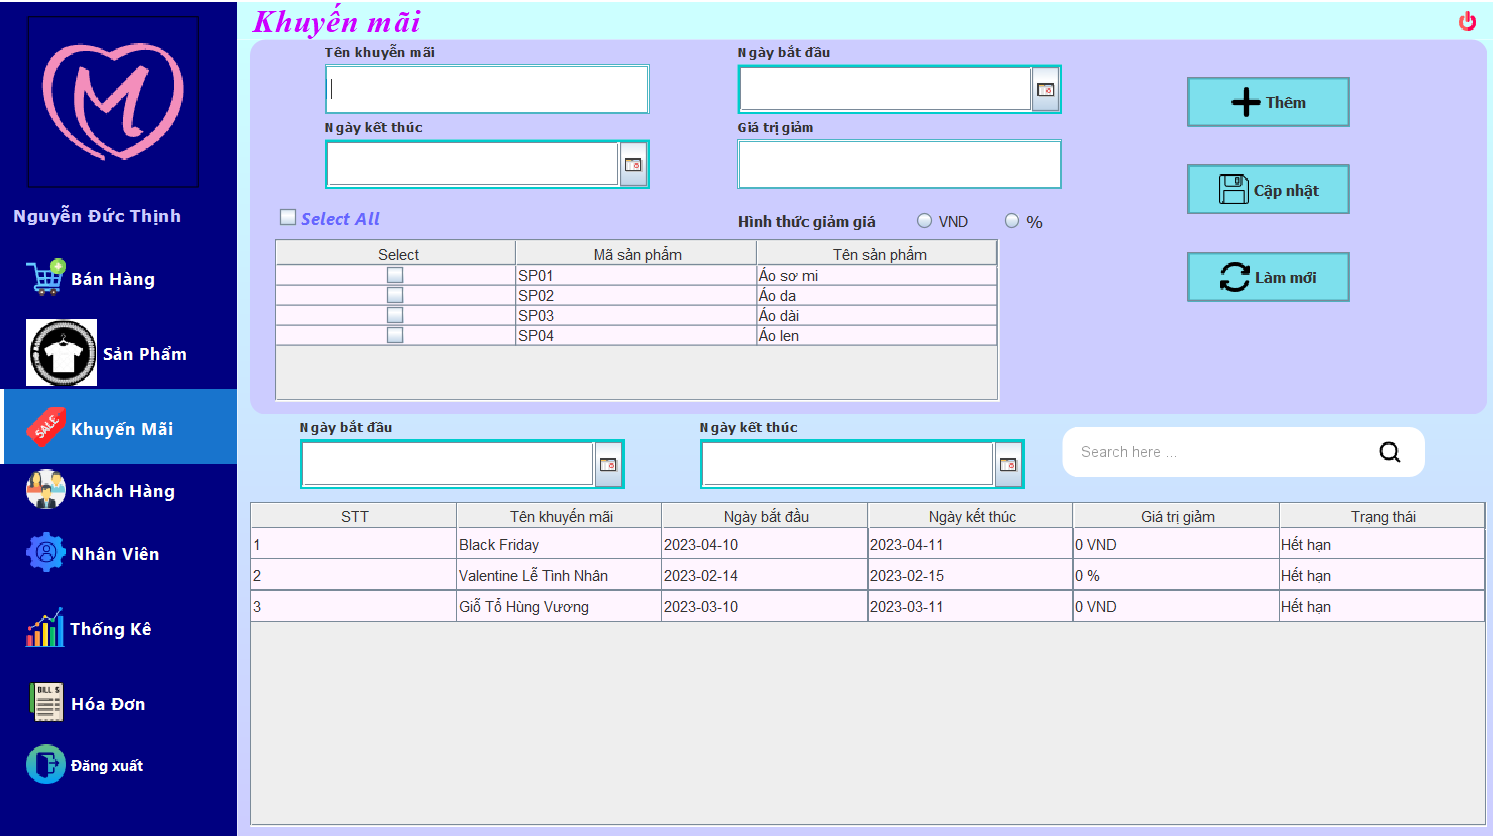 Khuyến mãi
Nguyễn Đức Thịnh
Bán Hàng
Sản Phẩm
SALE
Khuyến Mãi
Khách Hàng
Nhân Viên
Thống Kê
BILL $
Hóa Đơn
Đăng xuất
Tên khuyễn mãi
Ngày bắt đầu
Ngày kết thúc
Giá trị giảm
Thêm
Cập nhật
Làm mới
Select All
Hình thức giảm giá VND %
Select Mã sản phẩm Tên sản phẩm
SP01 Áo sơ mi
SP02 Áo da
SP03 Áo dài
SP04 Áo len
Ngày bắt đầu
Ngày kết thúc
Search here ...
STT Tên khuyến mãi Ngày bắt đầu Ngày kết thúc Giá trị giảm Trạng thái
1 Black Friday 2023-04-10 2023-04-11 0 VND Hết hạn
2 Valentine Lễ Tình Nhân 2023-02-14 2023-02-15 0 % Hết hạn
3 Giỗ Tổ Hùng Vương 2023-03-10 2023-03-11 0 VND Hết hạn